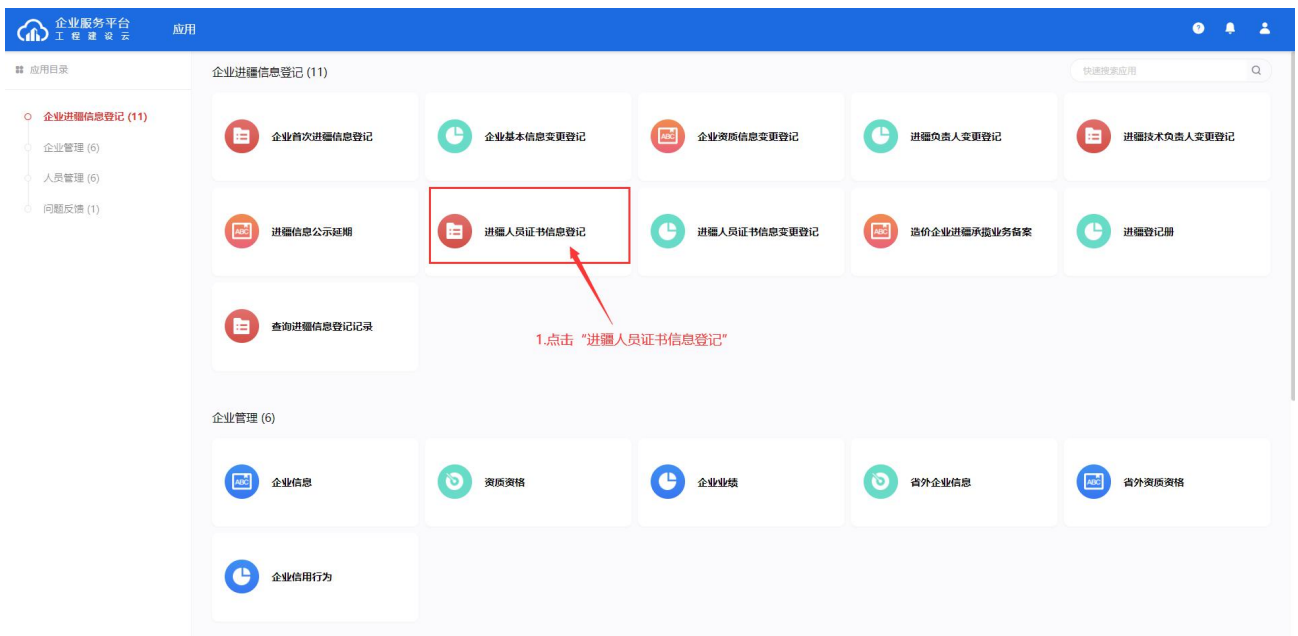 企业服务平台
工程建设云
应用
应用目录
企业进疆信息登记 (11)
企业管理 (6)
人员管理 (6)
问题反馈 (1)
企业进疆信息登记 (11)
快速搜索应用
企业首次进疆信息登记
企业基本信息变更登记
ABC
企业资质信息变更登记
进疆负责人变更登记
进疆技术负责人变更登记
ABC
进疆信息公示延期
进疆人员证书信息登记
进疆人员证书信息变更登记
ABC
造价企业进疆承揽业务备案
进疆登记册
查询进疆信息登记记录
1.点击“进疆人员证书信息登记”
企业管理 (6)
ABC
企业信息
资质资格
企业业绩
省外企业信息
ABC
省外资质资格
企业信用行为